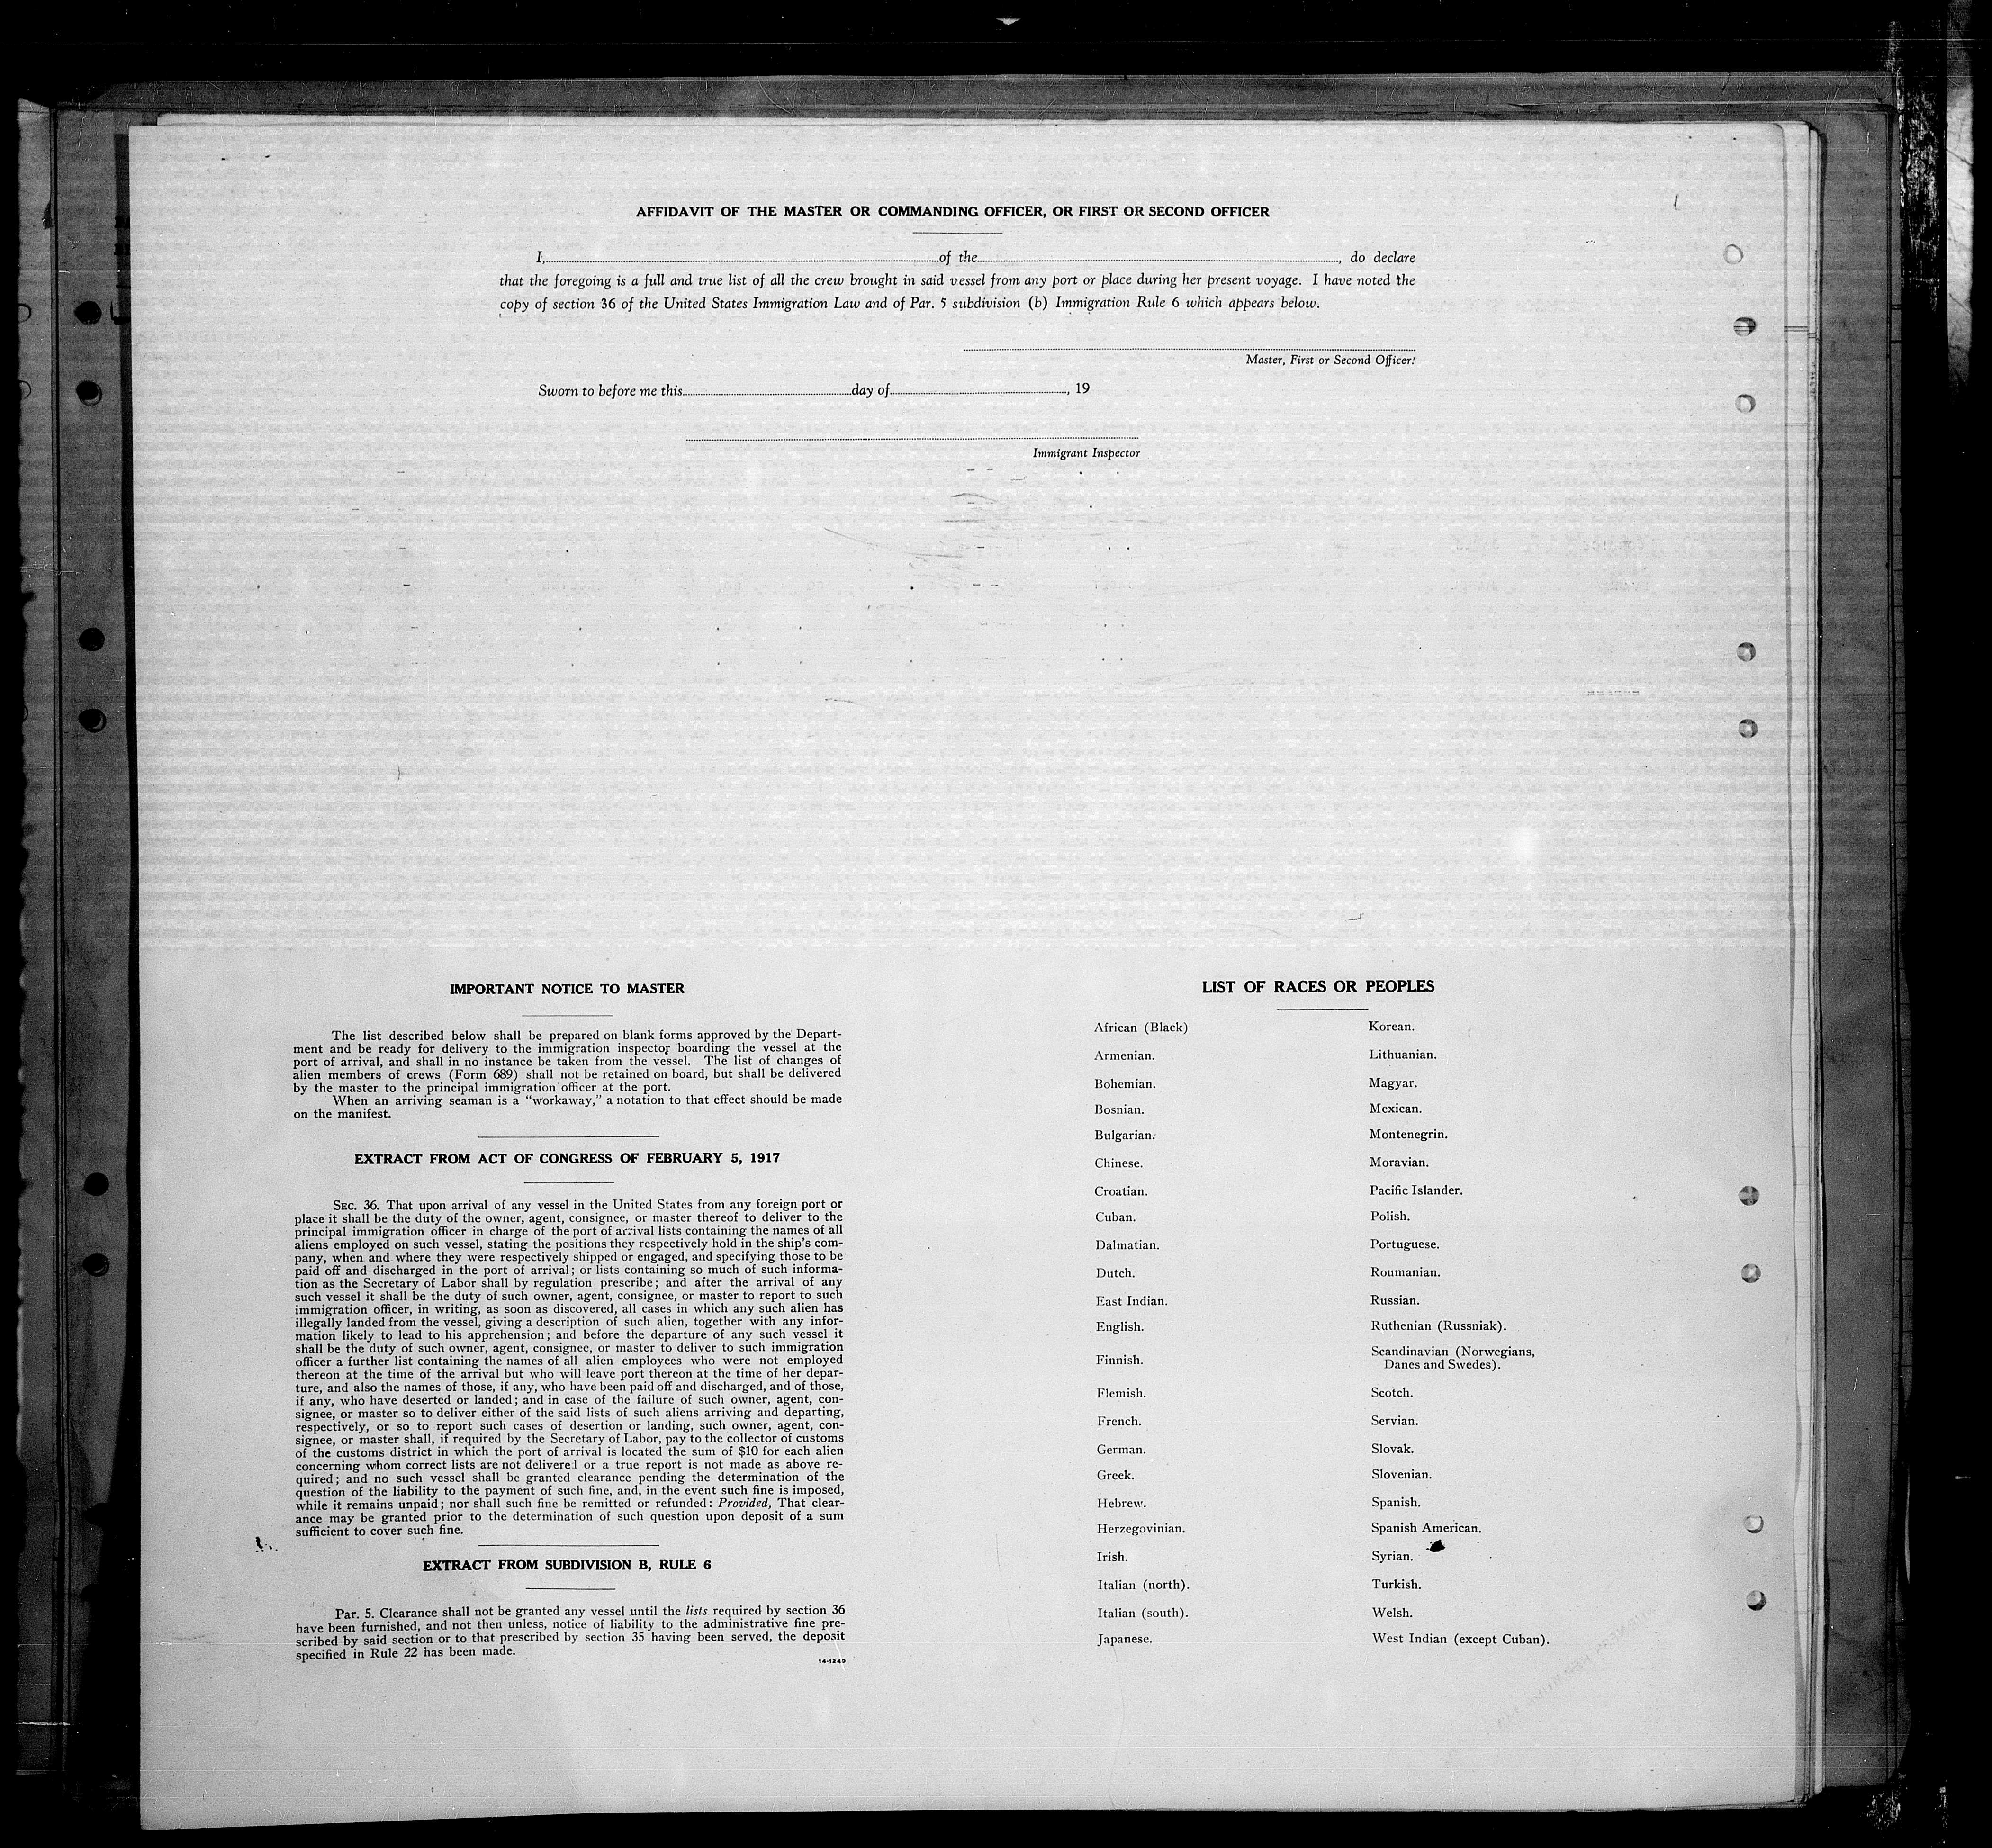 AFFIDAVIT OF THE MASTER OR COMMANDING OFFICER, OR FIRST OR SECOND OFFICER
I, of the , do declare
that the foregoing is a full and true list of all the crew brought in said vessel from any port or place during her present voyage. I have noted the
copy of section 36 of the United States Immigration Law and of Par. 5 subdivision (b) Immigration Rule 6 which appears below.
Master, First or Second Officer.
Sworn to before me this day of , 19
Immigrant Inspector
IMPORTANT NOTICE TO MASTER
The list described below shall be prepared on blank forms approved by the Depart-
ment and be ready for delivery to the immigration inspector boarding the vessel at the
port of arrival, and shall in no instance be taken from the vessel. The list of changes of
alien members of crews (Form 689) shall not be retained on board, but shall be delivered
by the master to the principal immigration officer at the port.
When an arriving seaman is a "workaway," a notation to that effect should be made
on the manifest.
EXTRACT FROM ACT OF CONGRESS OF FEBRUARY 5, 1917
SEC. 36. That upon arrival of any vessel in the United States from any foreign port or
place it shall be the duty of the owner, agent, consignee, or master thereof to deliver to the
principal immigration officer in charge of the port of arrival lists containing the names of all
aliens employed on such vessel, stating the positions they respectively hold in the ship's com-
pany, when and where they were respectively shipped or engaged, and specifying those to be
paid off and discharged in the port of arrival; or lists containing so much of such informa-
tion as the Secretary of Labor shall by regulation prescribe; and after the arrival of any
such vessel it shall be the duty of such owner, agent, consignee, or master to report to such
immigration officer, in writing, as soon as discovered, all cases in which any such alien has
illegally landed from the vessel, giving a description of such alien, together with any infor-
mation likely to lead to his apprehension; and before the departure of any such vessel it
shall be the duty of such owner, agent, consignee, or master to deliver to such immigration
officer a further list containing the names of all alien employees who were not employed
thereon at the time of the arrival but who will leave port thereon at the time of her depar-
ture, and also the names of those, if any, who have been paid off and discharged, and of those,
if any, who have deserted or landed; and in case of the failure of such owner, agent, con-
signee, or master so to deliver either of the said lists of such aliens arriving and departing,
respectively, or so to report such cases of desertion or landing, such owner, agent, con-
signee, or master shall, if required by the Secretary of Labor, pay to the collector of customs
of the customs district in which the port of arrival is located the sum of $10 for each alien
concerning whom correct lists are not delivered or a true report is not made as above re-
quired; and no such vessel shall be granted clearance pending the determination of the
question of the liability to the payment of such fine, and, in the event such fine is imposed,
while it remains unpaid; nor shall such fine be remitted or refunded: Provided, That clear-
ance may be granted prior to the determination of such question upon deposit of a sum
sufficient to cover such fine.
EXTRACT FROM SUBDIVISION B, RULE 6
Par. 5. Clearance shall not be granted any vessel until the lists required by section 36
have been furnished, and not then unless, notice of liability to the administrative fine pre-
scribed by said section or to that prescribed by section 35 having been served, the deposit
specified in Rule 22 has been made.
14-1240
LIST OF RACES OR PEOPLES
African (Black)
Armenian.
Bohemian.
Bosnian.
Bulgarian.
Chinese.
Croatian.
Cuban.
Dalmatian.
Dutch.
East Indian.
English.
Finnish.
Flemish.
French.
German.
Greek.
Hebrew.
Herzegovinian.
Irish.
Italian (north).
Italian (south).
Japanese.
Korean.
Lithuanian.
Magyar.
Mexican.
Montenegrin.
Moravian.
Pacific Islander.
Polish.
Portuguese.
Roumanian.
Russian.
Ruthenian (Russniak).
Scandinavian (Norwegians,
Danes and Swedes).
Scotch.
Servian.
Slovak.
Slovenian.
Spanish.
Spanish American.
Syrian.
Turkish.
Welsh.
West Indian (except Cuban).